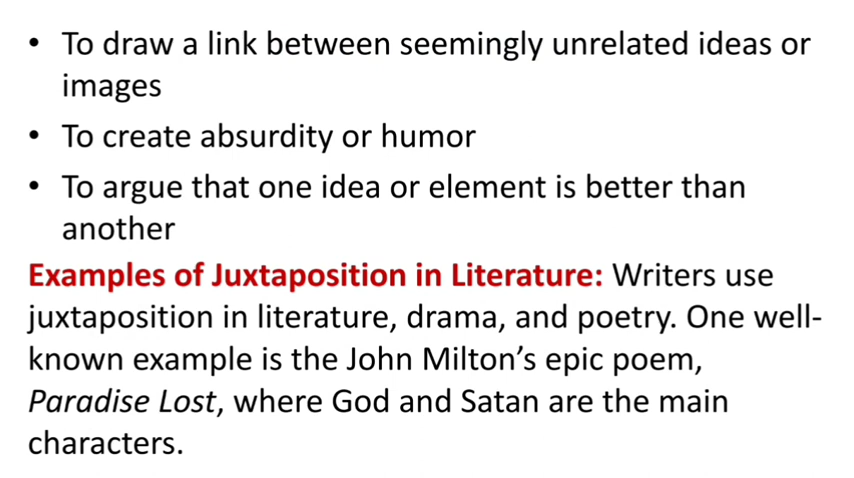 • To draw a link between seemingly unrelated ideas or
images
• To create absurdity or humor
• To argue that one idea or element is better than
another
Examples of Juxtaposition in Literature: Writers use
juxtaposition in literature, drama, and poetry. One well-
known example is the John Milton’s epic poem,
Paradise Lost, where God and Satan are the main
characters.